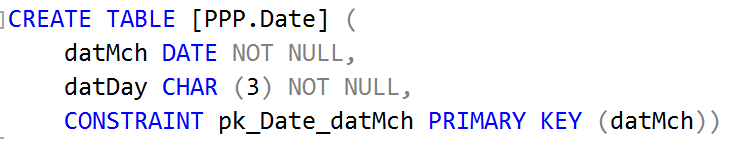 CREATE TABLE [PPP.Date] (
datMch DATE NOT NULL,
datDay CHAR (3) NOT NULL,
CONSTRAINT pk_Date_datMch PRIMARY KEY (datMch))